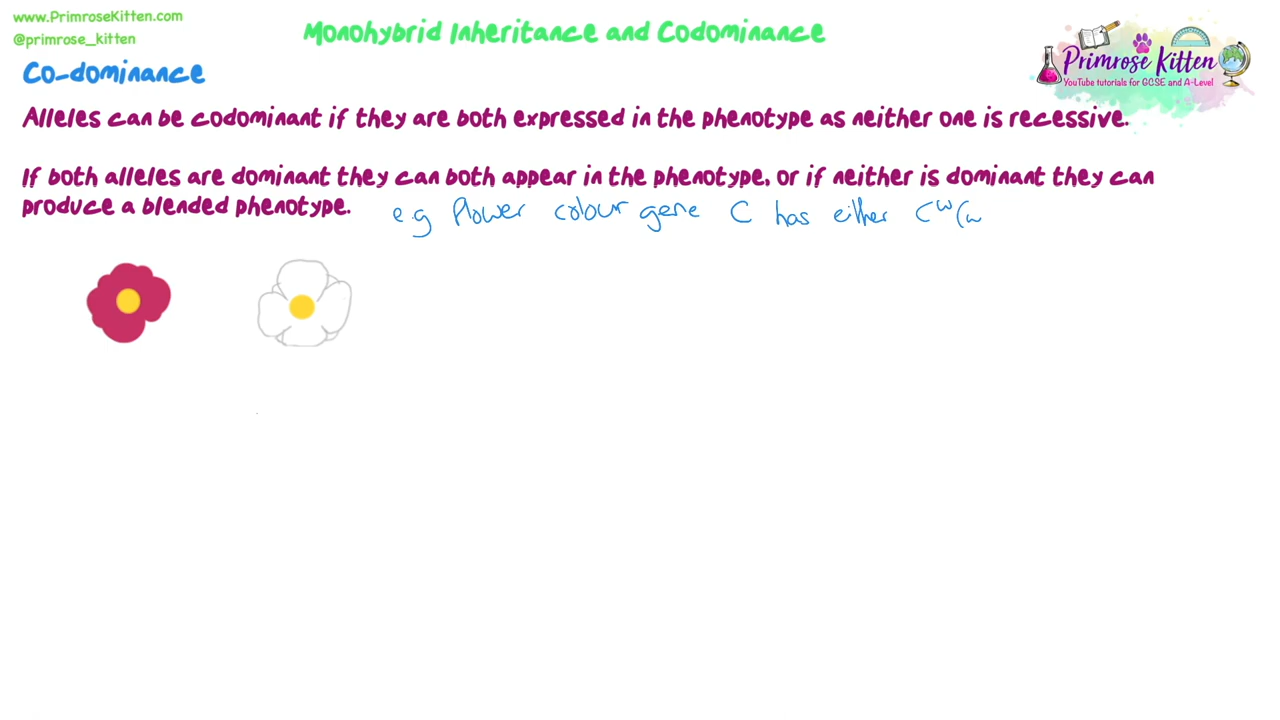 www.PrimroseKitten.com
@primrose_kitten
Monohybrid Inheritance and Codominance
Primrose Kitten
YouTube tutorials for GCSE and A-Level
Co-dominance
Alleles can be codominant if they are both expressed in the phenotype as neither one is recessive.
If both alleles are dominant they can both appear in the phenotype, or if neither is dominant they can
produce a blended phenotype.
e.g flower colour gene C has either Cʷ(w